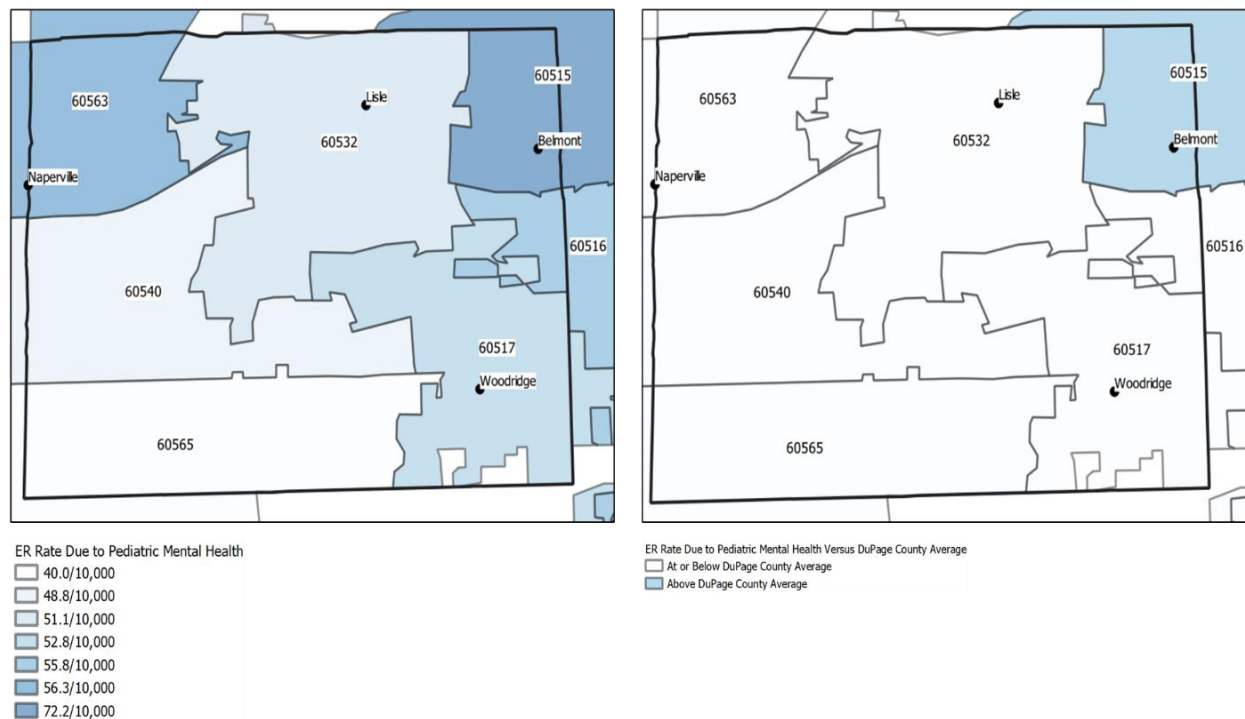 60563
60515
Lisle
60532
Belmont
Naperville
60516
60540
60517
Woodridge
60565
ER Rate Due to Pediatric Mental Health
40.0/10,000
48.8/10,000
51.1/10,000
52.8/10,000
55.8/10,000
56.3/10,000
72.2/10,000
60515
60563
Lisle
60532
Belmont
Naperville
60516
60540
60517
Woodridge
60565
ER Rate Due to Pediatric Mental Health Versus DuPage County Average
At or Below DuPage County Average
Above DuPage County Average